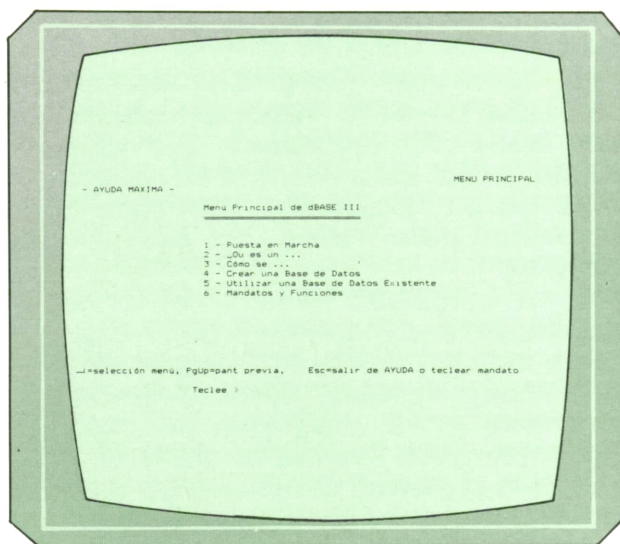 MENU PRINCIPAL
- AYUDA MAXIMA -
Menú Principal de dBASE III
1 - Puesta en Marcha
2 - _Qu es un ...
3 - Cómo se ...
4 - Crear una Base de Datos
5 - Utilizar una Base de Datos Existente
6 - Mandatos y Funciones
┘=selección menú, PgUp=pant previa, Esc=salir de AYUDA o teclear mandato
Teclee >